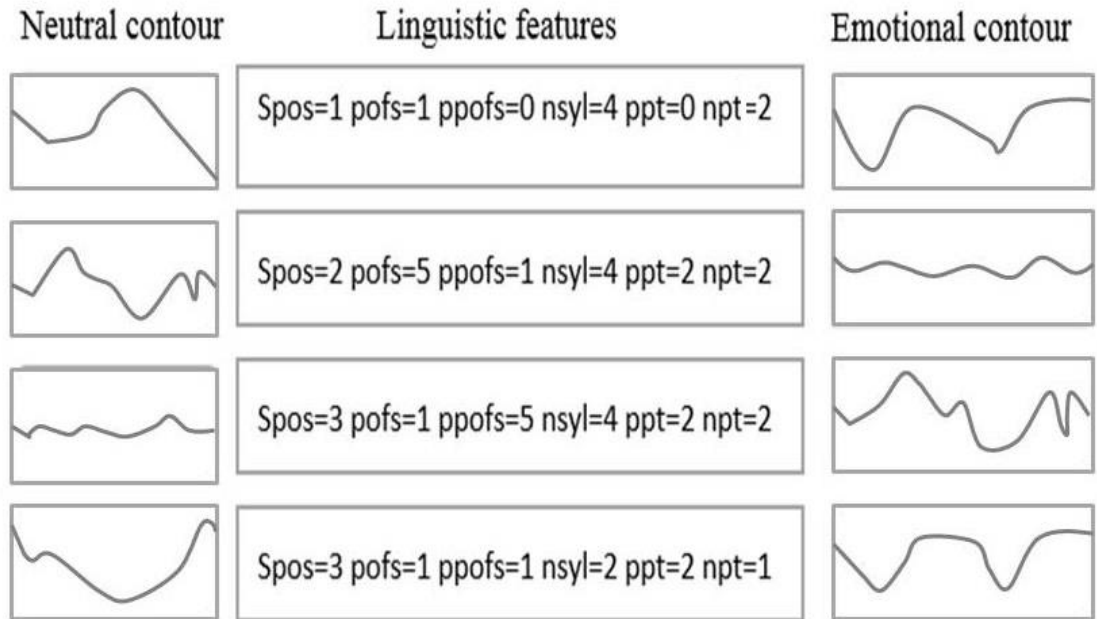 Neutral contour Linguistic features Emotional contour
Spos=1 pofs=1 ppofs=0 nsyl=4 ppt=0 npt=2
Spos=2 pofs=5 ppofs=1 nsyl=4 ppt=2 npt=2
Spos=3 pofs=1 ppofs=5 nsyl=4 ppt=2 npt=2
Spos=3 pofs=1 ppofs=1 nsyl=2 ppt=2 npt=1